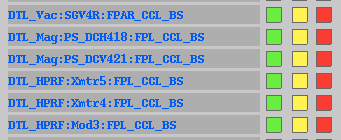 DTL_Vac:SGV4R:FPAR_CCL_BS
DTL_Mag:PS_DCH418:FPL_CCL_BS
DTL_Mag:PS_DCV421:FPL_CCL_BS
DTL_HPRF:Xmtr5:FPL_CCL_BS
DTL_HPRF:Xmtr4:FPL_CCL_BS
DTL_HPRF:Mod3:FPL_CCL_BS